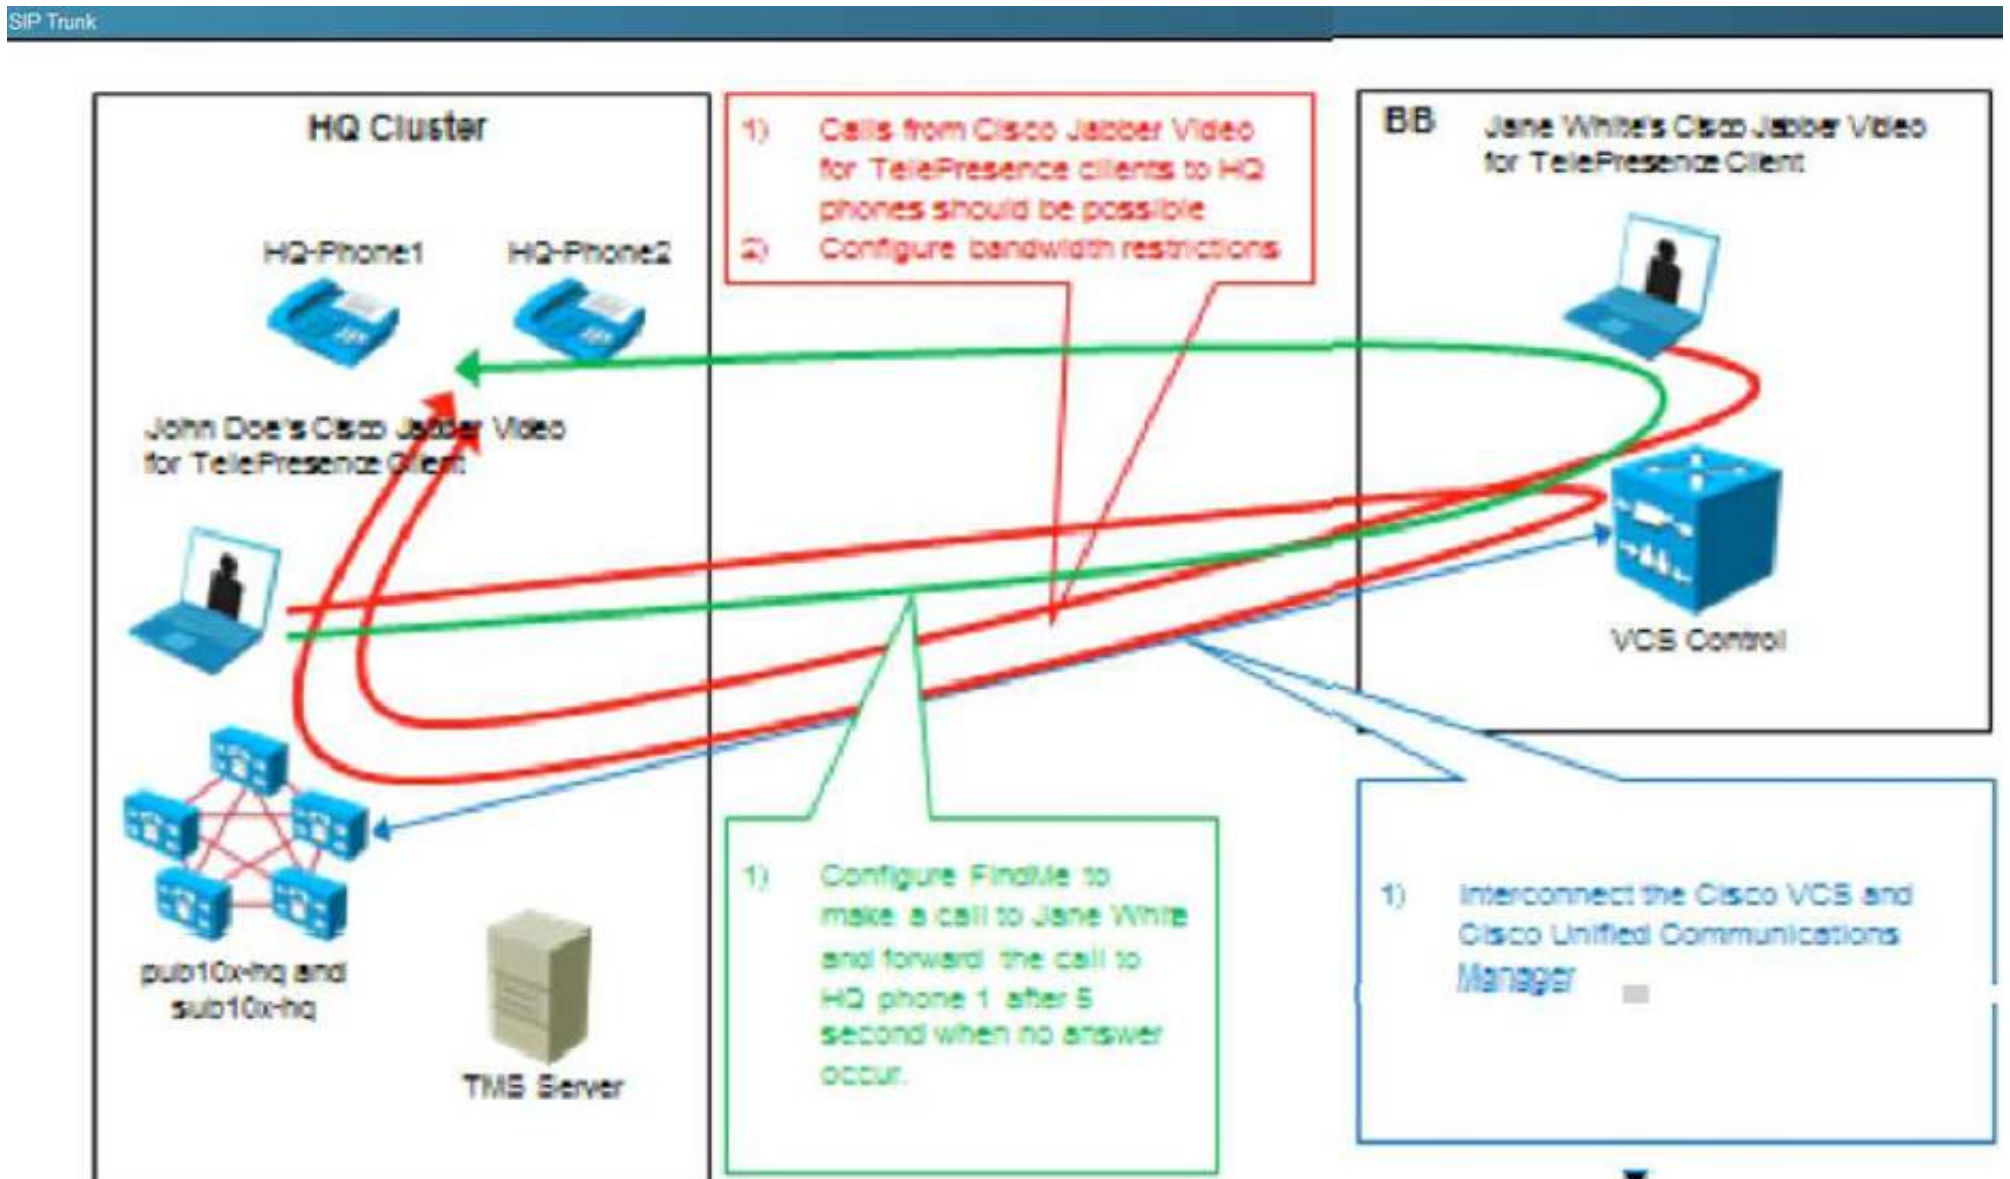 SIP Trunk
HQ Cluster
HQ-Phone1
HQ-Phone2
John Doe's Cisco Jabber Video
for TelePresence Client
pub10x-hq and
sub10x-hq
TMS Server
1) Calls from Cisco Jabber Video
for TelePresence clients to HQ
phones should be possible
2) Configure bandwidth restrictions
1) Configure FindMe to
make a call to Jane White
and forward the call to
HQ phone 1 after 5
second when no answer
occur.
BB
Jane White's Cisco Jabber Video
for TelePresence Client
VCS Control
1) Interconnect the Cisco VCS and
Cisco Unified Communications
Manager